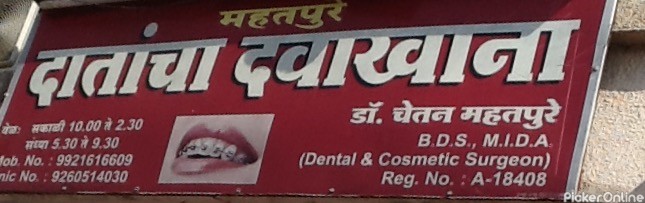 महतपुरे
दातांचा दवाखाना
डॉ. चेतन महतपुरे
B.D.S., M.I.D.A.
(Dental & Cosmetic Surgeon)
Reg. No. : A-18408
वेळ: सकाळी 10.00 ते 2.30
संध्या 5.30 ते 9.30
Mob. No. : 9921616609
nic No. : 9260514030
PickerOnline